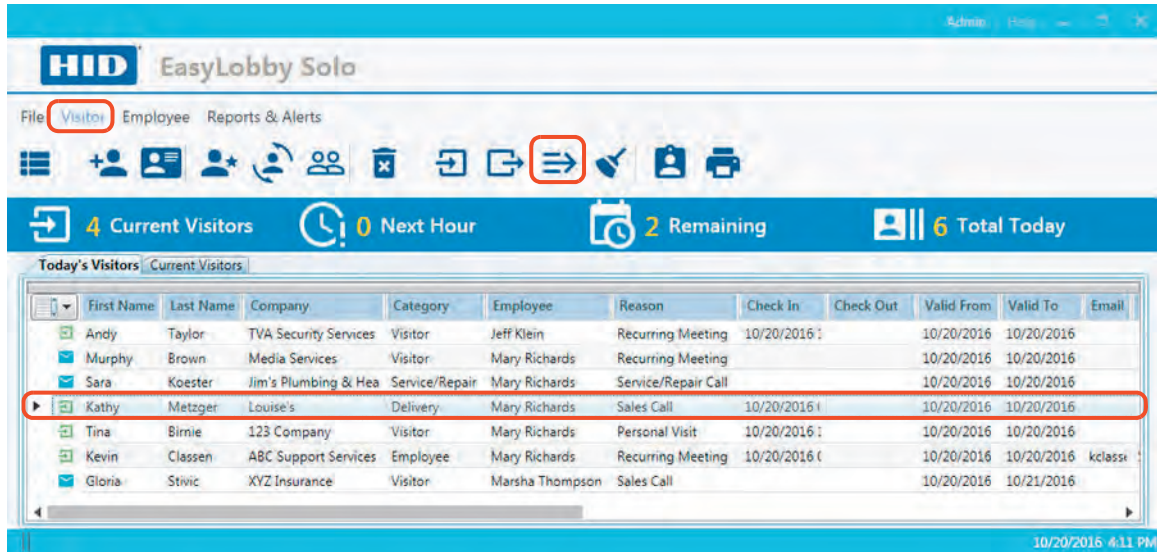 Admin Help
HID EasyLobby Solo
File Visitor Employee Reports & Alerts
4 Current Visitors 0 Next Hour 2 Remaining 6 Total Today
Today's Visitors Current Visitors
First Name Last Name Company Category Employee Reason Check In Check Out Valid From Valid To Email
Andy Taylor TVA Security Services Visitor Jeff Klein Recurring Meeting 10/20/2016 10/20/2016 10/20/2016
Murphy Brown Media Services Visitor Mary Richards Recurring Meeting 10/20/2016 10/20/2016
Sara Koester Jim's Plumbing & Hea Service/Repair Mary Richards Service/Repair Call 10/20/2016 10/20/2016
Kathy Metzger Louise's Delivery Mary Richards Sales Call 10/20/2016 10/20/2016 10/20/2016
Tina Birnie 123 Company Visitor Mary Richards Personal Visit 10/20/2016 10/20/2016 10/20/2016
Kevin Classen ABC Support Services Employee Mary Richards Recurring Meeting 10/20/2016 10/20/2016 10/20/2016 kclasse
Gloria Stivic XYZ Insurance Visitor Marsha Thompson Sales Call 10/20/2016 10/21/2016
10/20/2016 4:11 PM